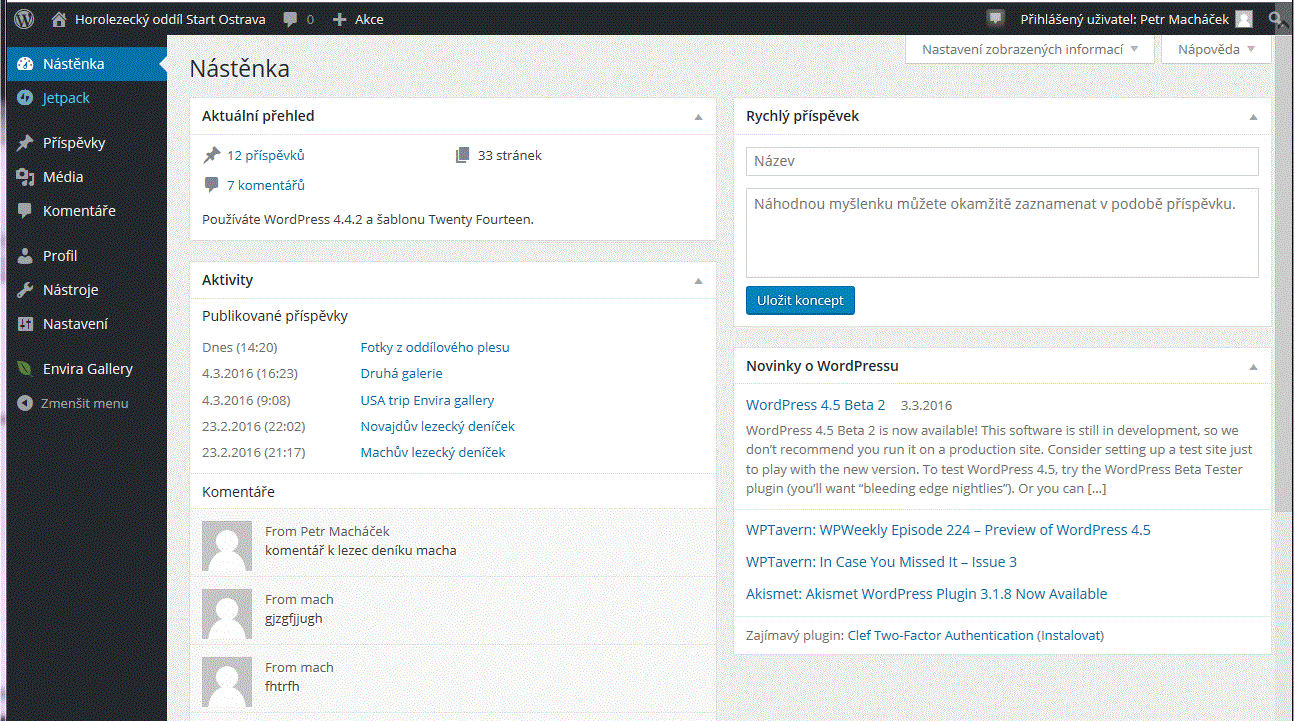 Horolezecký oddíl Start Ostrava 0 Akce Přihlášený uživatel: Petr Macháček
Nástěnka
Jetpack
Příspěvky
Média
Komentáře
Profil
Nástroje
Nastavení
Envira Gallery
Zmenšit menu
Nastavení zobrazených informací
Nápověda
Nástěnka
Aktuální přehled
12 příspěvků
33 stránek
7 komentářů
Používáte WordPress 4.4.2 a šablonu Twenty Fourteen.
Aktivity
Publikované příspěvky
Dnes (14:20) Fotky z oddílového plesu
4.3.2016 (16:23) Druhá galerie
4.3.2016 (9:08) USA trip Envira gallery
23.2.2016 (22:02) Novajdův lezecký deníček
23.2.2016 (21:17) Machův lezecký deníček
Komentáře
From Petr Macháček
komentář k lezec deníku macha
From mach
gjzgfjjugh
From mach
fhtrfh
Rychlý příspěvek
Název
Náhodnou myšlenku můžete okamžitě zaznamenat v podobě příspěvku.
Uložit koncept
Novinky o WordPressu
WordPress 4.5 Beta 2 3.3.2016
WordPress 4.5 Beta 2 is now available! This software is still in development, so we
don’t recommend you run it on a production site. Consider setting up a test site just
to play with the new version. To test WordPress 4.5, try the WordPress Beta Tester
plugin (you’ll want “bleeding edge nightlies”). Or you can […]
WPTavern: WPWeekly Episode 224 – Preview of WordPress 4.5
WPTavern: In Case You Missed It – Issue 3
Akismet: Akismet WordPress Plugin 3.1.8 Now Available
Zajímavý plugin: Clef Two-Factor Authentication (Instalovat)